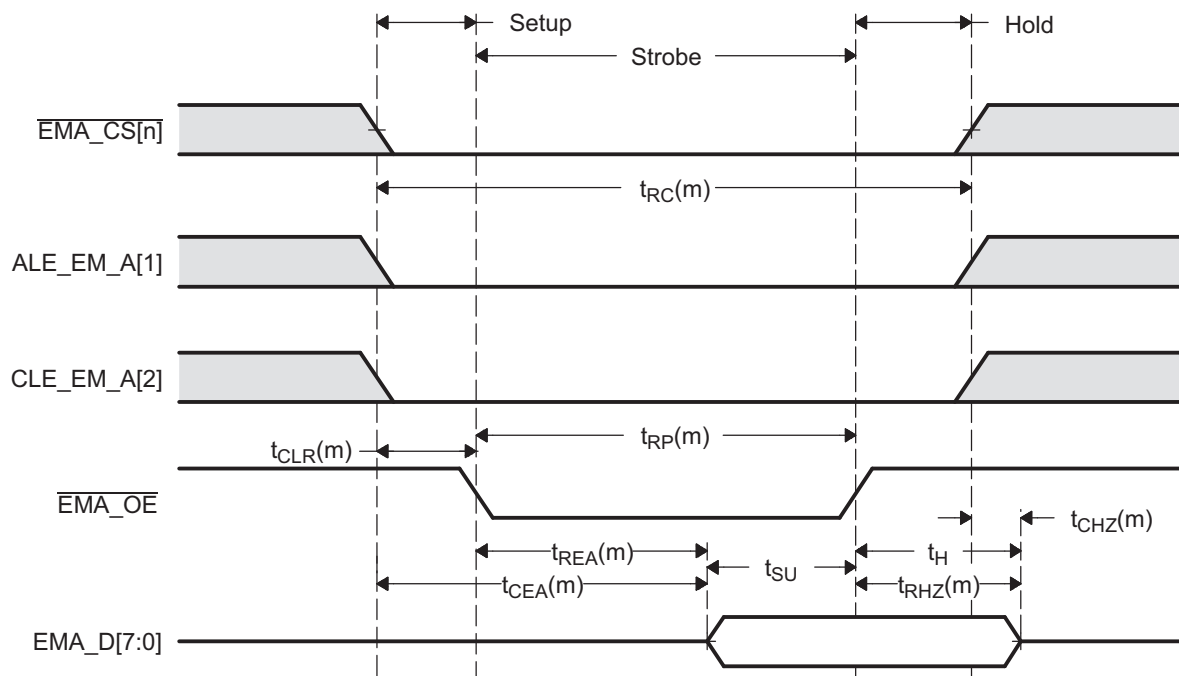 Setup
Hold
Strobe
EMA_CS[n]
tRC(m)
ALE_EM_A[1]
CLE_EM_A[2]
tCLR(m)
tRP(m)
EMA_OE
tCHZ(m)
tREA(m)
tH
tSU
tCEA(m)
tRHZ(m)
EMA_D[7:0]